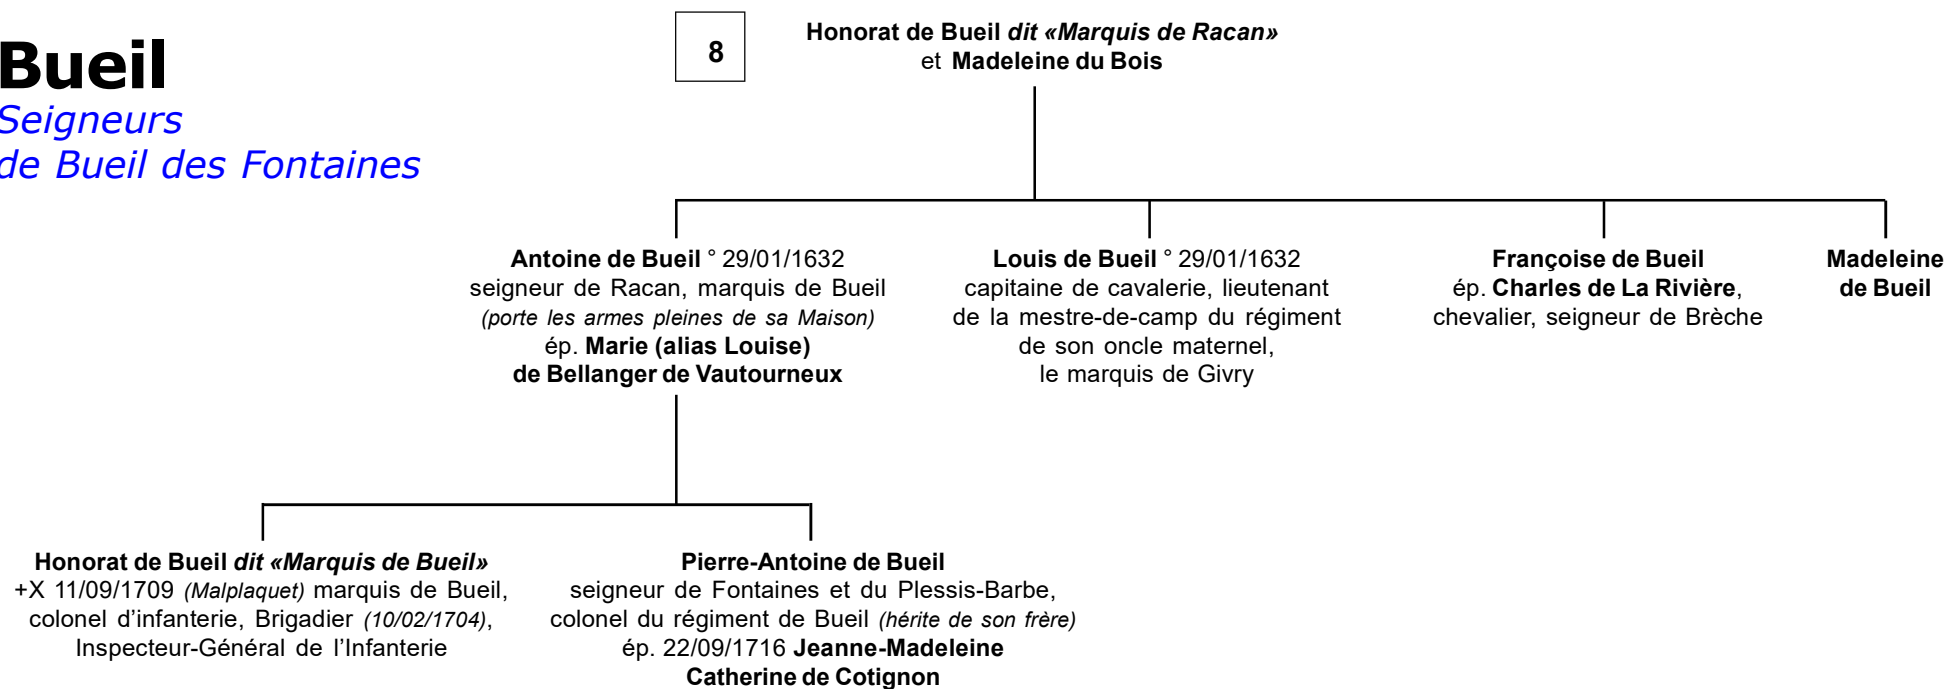 Bueil
Seigneurs
de Bueil des Fontaines
8
Honorat de Bueil dit «Marquis de Racan»
et Madeleine du Bois
Antoine de Bueil ° 29/01/1632
seigneur de Racan, marquis de Bueil
(porte les armes pleines de sa Maison)
ép. Marie (alias Louise)
de Bellanger de Vautourneux
Louis de Bueil ° 29/01/1632
capitaine de cavalerie, lieutenant
de la mestre-de-camp du régiment
de son oncle maternel,
le marquis de Givry
Françoise de Bueil
ép. Charles de La Rivière,
chevalier, seigneur de Brèche
Madeleine
de Bueil
Honorat de Bueil dit «Marquis de Bueil»
+X 11/09/1709 (Malplaquet) marquis de Bueil,
colonel d’infanterie, Brigadier (10/02/1704),
Inspecteur-Général de l’Infanterie
Pierre-Antoine de Bueil
seigneur de Fontaines et du Plessis-Barbe,
colonel du régiment de Bueil (hérite de son frère)
ép. 22/09/1716 Jeanne-Madeleine
Catherine de Cotignon